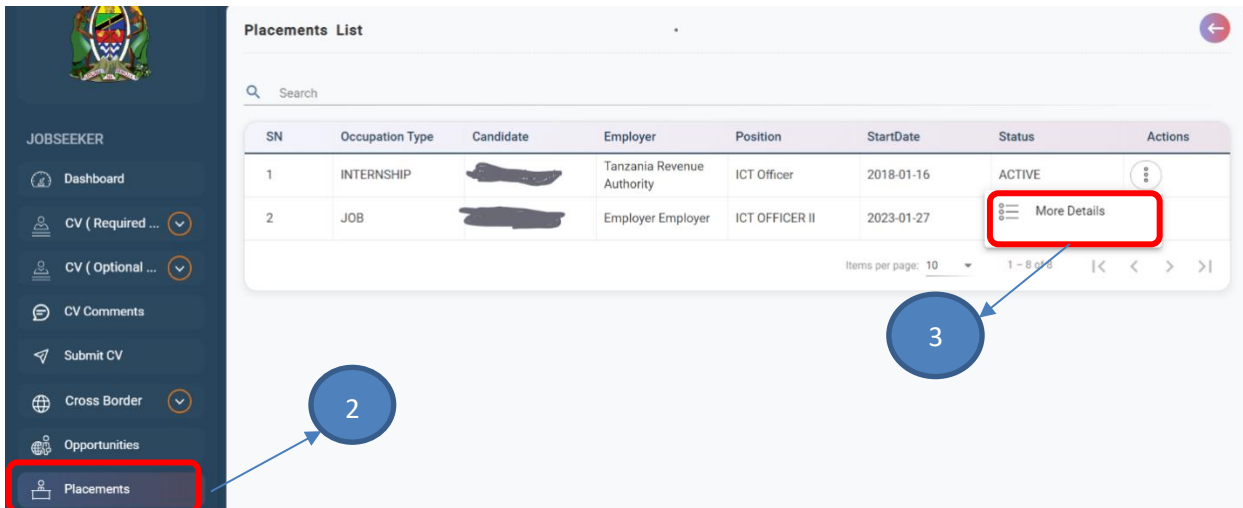 Placements List
Search
JOBSEEKER
Dashboard
CV ( Required ...
CV ( Optional ...
CV Comments
Submit CV
Cross Border
Opportunities
Placements
SN Occupation Type Candidate Employer Position StartDate Status Actions
1 INTERNSHIP Tanzania Revenue Authority ICT Officer 2018-01-16 ACTIVE
2 JOB Employer Employer ICT OFFICER II 2023-01-27
More Details
Items per page: 10 1 – 8 of 8
3
2